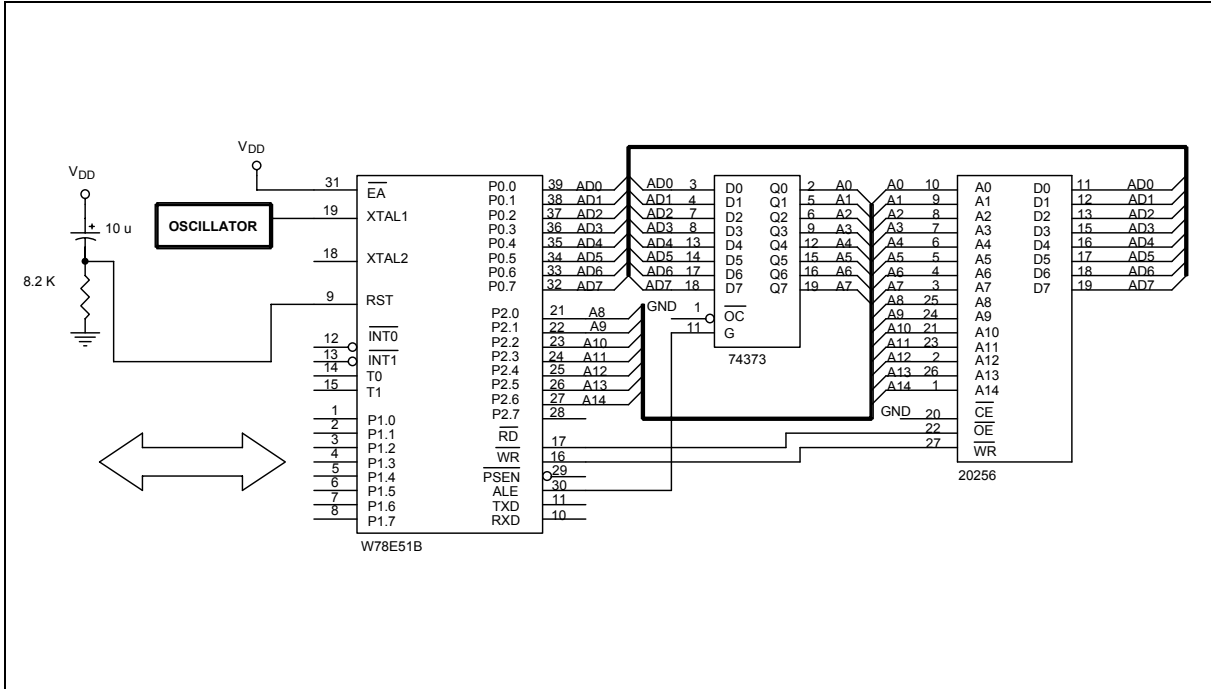 VDD
10 u
8.2 K
VDD
OSCILLATOR
31 EA
19 XTAL1
18 XTAL2
9 RST
12 INT0
13 INT1
14 T0
15 T1
1 P1.0
2 P1.1
3 P1.2
4 P1.3
5 P1.4
6 P1.5
7 P1.6
8 P1.7
P0.0 39 AD0
P0.1 38 AD1
P0.2 37 AD2
P0.3 36 AD3
P0.4 35 AD4
P0.5 34 AD5
P0.6 33 AD6
P0.7 32 AD7
P2.0 21 A8
P2.1 22 A9
P2.2 23 A10
P2.3 24 A11
P2.4 25 A12
P2.5 26 A13
P2.6 27 A14
P2.7 28
RD 17
WR 16
PSEN 29
ALE 30
TXD 11
RXD 10
W78E51B
AD0 3 D0 Q0 2 A0
AD1 4 D1 Q1 5 A1
AD2 7 D2 Q2 6 A2
AD3 8 D3 Q3 9 A3
AD4 13 D4 Q4 12 A4
AD5 14 D5 Q5 15 A5
AD6 17 D6 Q6 16 A6
AD7 18 D7 Q7 19 A7
GND 1 OC
11 G
74373
A0 10 A0 D0 11 AD0
A1 9 A1 D1 12 AD1
A2 8 A2 D2 13 AD2
A3 7 A3 D3 15 AD3
A4 6 A4 D4 16 AD4
A5 5 A5 D5 17 AD5
A6 4 A6 D6 18 AD6
A7 3 A7 D7 19 AD7
A8 25 A8
A9 24 A9
A10 21 A10
A11 23 A11
A12 2 A12
A13 26 A13
A14 1 A14
GND 20 CE
22 OE
27 WR
20256